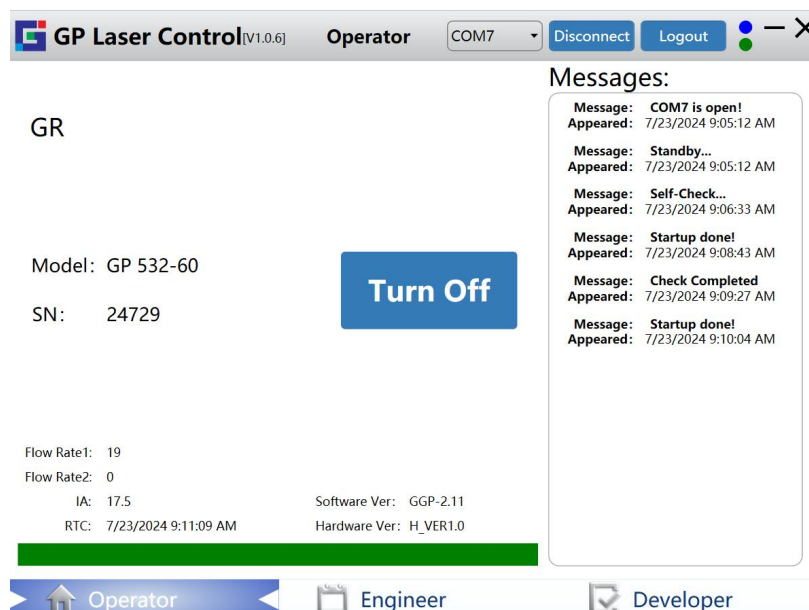 GP Laser Control[V1.0.6] Operator COM7 Disconnect Logout
Messages:
GR
Message: COM7 is open!
Appeared: 7/23/2024 9:05:12 AM
Message: Standby...
Appeared: 7/23/2024 9:05:12 AM
Message: Self-Check...
Appeared: 7/23/2024 9:06:33 AM
Message: Startup done!
Appeared: 7/23/2024 9:08:43 AM
Message: Check Completed
Appeared: 7/23/2024 9:09:27 AM
Message: Startup done!
Appeared: 7/23/2024 9:10:04 AM
Model: GP 532-60
SN: 24729
Turn Off
Flow Rate1: 19
Flow Rate2: 0
IA: 17.5
RTC: 7/23/2024 9:11:09 AM
Software Ver: GGP-2.11
Hardware Ver: H_VER1.0
Operator Engineer Developer